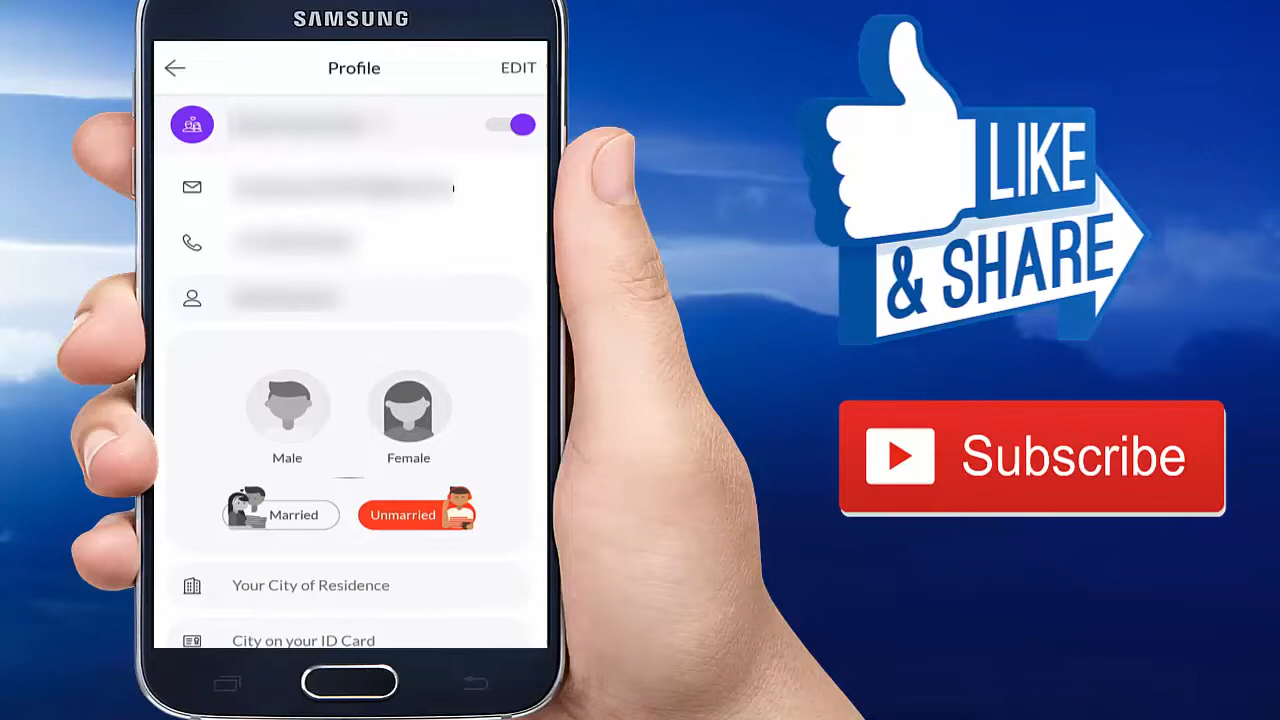 SAMSUNG
Profile
EDIT
Male
Female
Married
Unmarried
Your City of Residence
City on your ID Card
LIKE
& SHARE
Subscribe